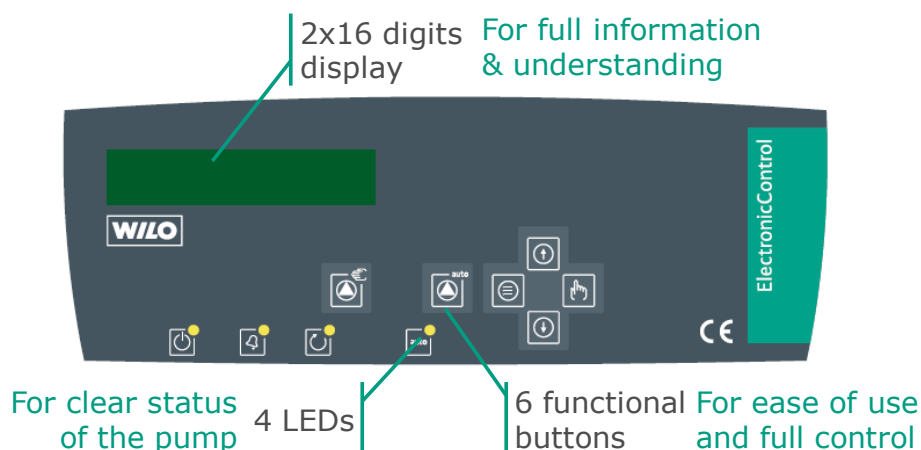 2x16 digits
display
For full information
& understanding
ElectronicControl
WILO
auto
auto
CE
For clear status
of the pump
4 LEDs
6 functional
buttons
For ease of use
and full control